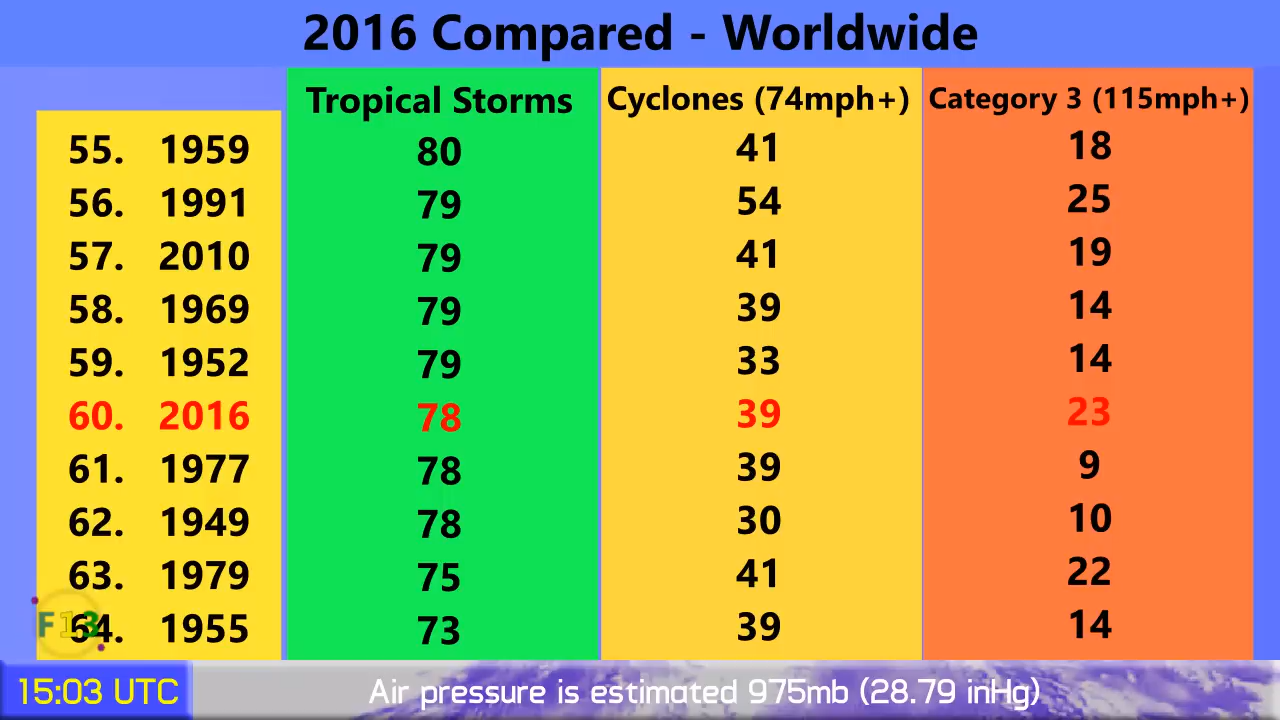 2016 Compared - Worldwide
Tropical Storms Cyclones (74mph+) Category 3 (115mph+)
55. 1959 80 41 18
56. 1991 79 54 25
57. 2010 79 41 19
58. 1969 79 39 14
59. 1952 79 33 14
60. 2016 78 39 23
61. 1977 78 39 9
62. 1949 78 30 10
63. 1979 75 41 22
64. 1955 73 39 14
F13
15:03 UTC Air pressure is estimated 975mb (28.79 inHg)